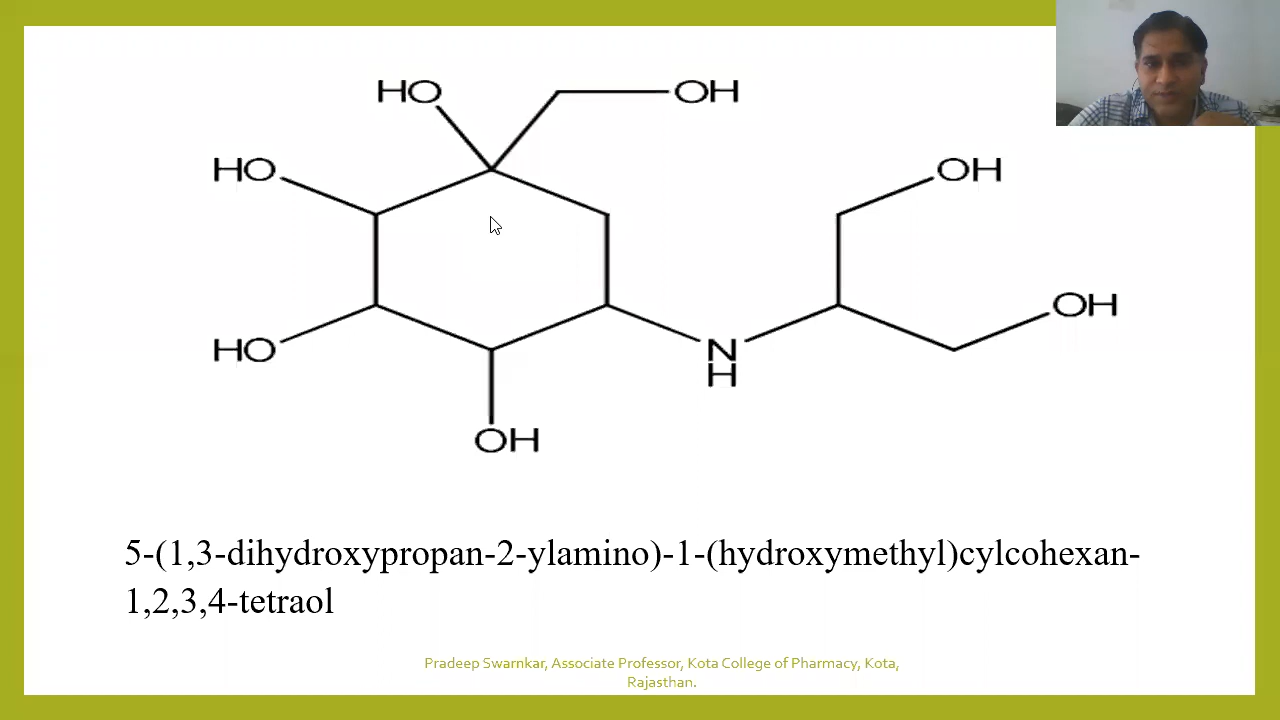 HO
OH
HO
OH
OH
HO
N
H
OH
5-(1,3-dihydroxypropan-2-ylamino)-1-(hydroxymethyl)cylcohexan-
1,2,3,4-tetraol
Pradeep Swarnkar, Associate Professor, Kota College of Pharmacy, Kota,
Rajasthan.